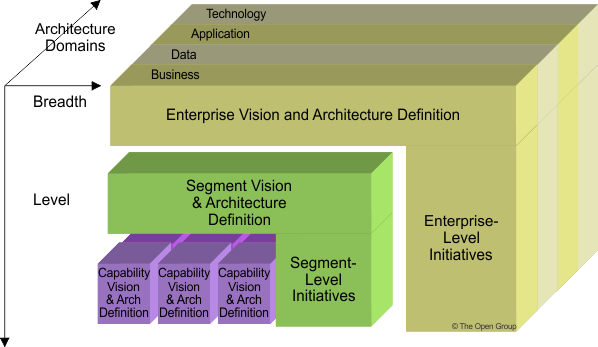 Technology
Application
Data
Business
Architecture
Domains
Breadth
Level
Enterprise Vision and Architecture Definition
Segment Vision
& Architecture
Definition
Enterprise-
Level
Initiatives
Segment-
Level
Initiatives
Capability
Vision
& Arch
Definition
Capability
Vision
& Arch
Definition
Capability
Vision
& Arch
Definition
© The Open Group